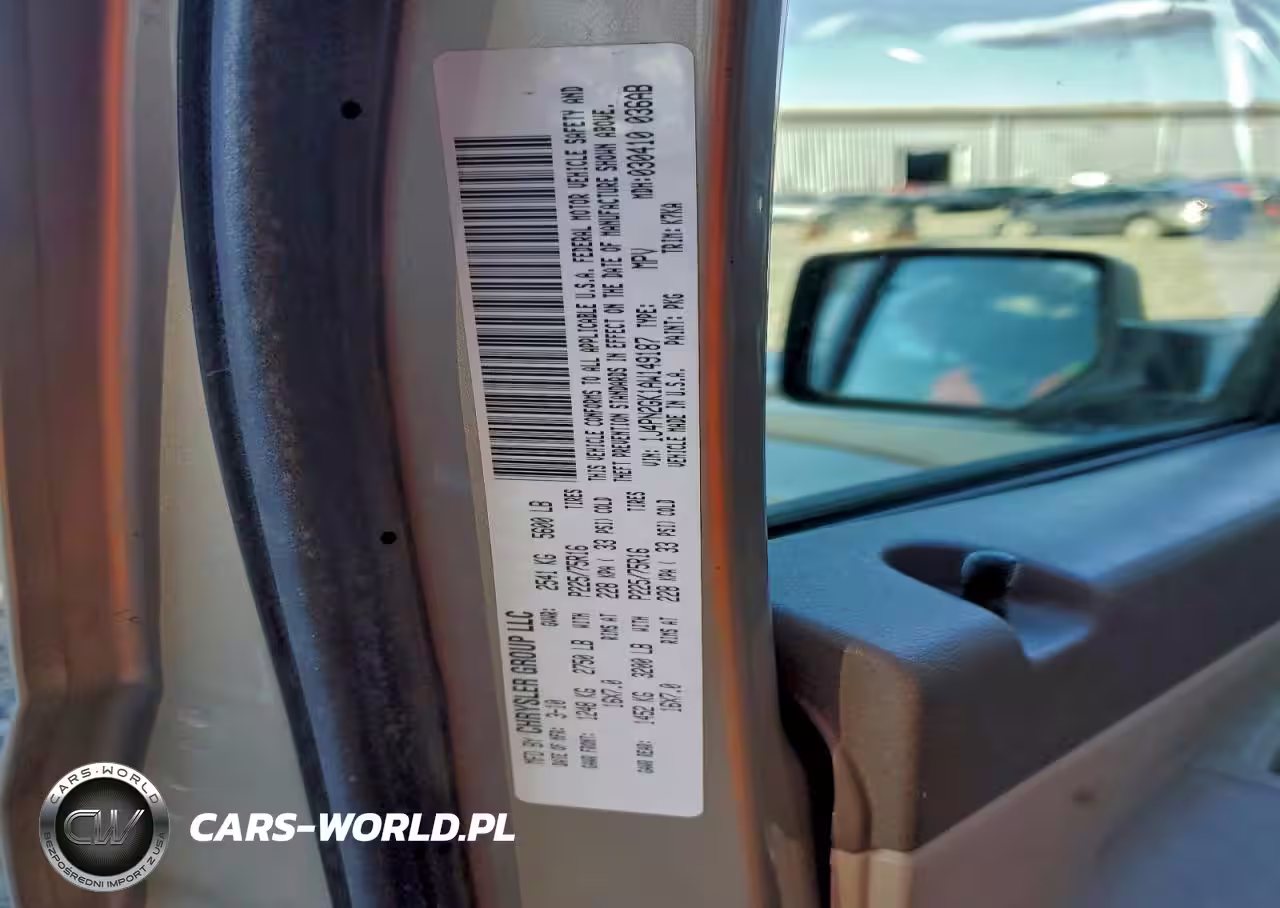 MFD BY CHRYSLER GROUP LLC
DATE OF MFR: 3-10 GVWR: 2541 KG 5600 LB
GAWR FRONT: 1248 KG 2750 LB WITH P225/75R16 TIRES
16X7.0 RIMS AT 228 KPA ( 33 PSI) COLD
GAWR REAR: 1452 KG 3200 LB WITH P225/75R16 TIRES
16X7.0 RIMS AT 228 KPA ( 33 PSI) COLD
THIS VEHICLE CONFORMS TO ALL APPLICABLE U.S.A. FEDERAL MOTOR VEHICLE SAFETY AND
THEFT PREVENTION STANDARDS IN EFFECT ON THE DATE OF MANUFACTURE SHOWN ABOVE.
VIN: 1J4PN2GK1AW149187 TYPE: MPV MDH:030410 036AB
VEHICLE MADE IN U.S.A. PAINT: PKG TRIM: K7KA
CARS-WORLD
CW
BEZPOŚREDNI IMPORT Z USA
CARS-WORLD.PL